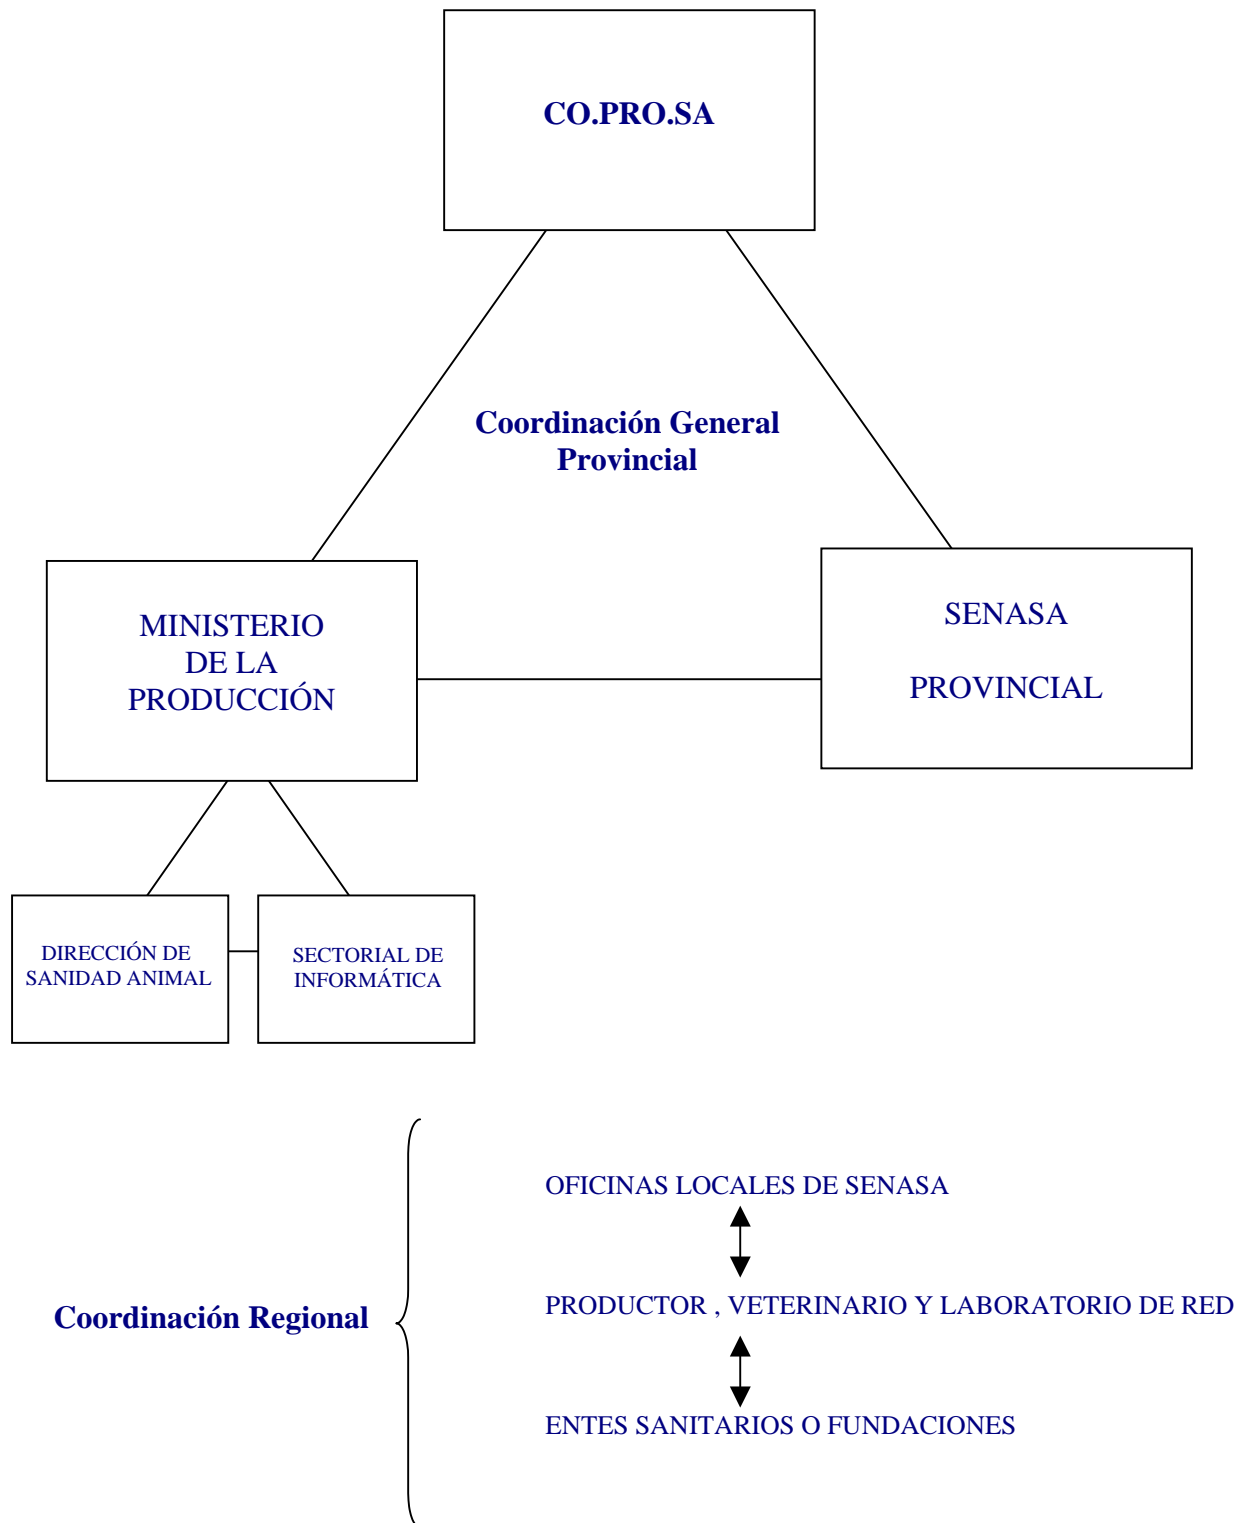 CO.PRO.SA
Coordinación General
Provincial
MINISTERIO
DE LA
PRODUCCIÓN
SENASA
PROVINCIAL
DIRECCIÓN DE
SANIDAD ANIMAL
SECTORIAL DE
INFORMÁTICA
OFICINAS LOCALES DE SENASA
Coordinación Regional
PRODUCTOR , VETERINARIO Y LABORATORIO DE RED
ENTES SANITARIOS O FUNDACIONES